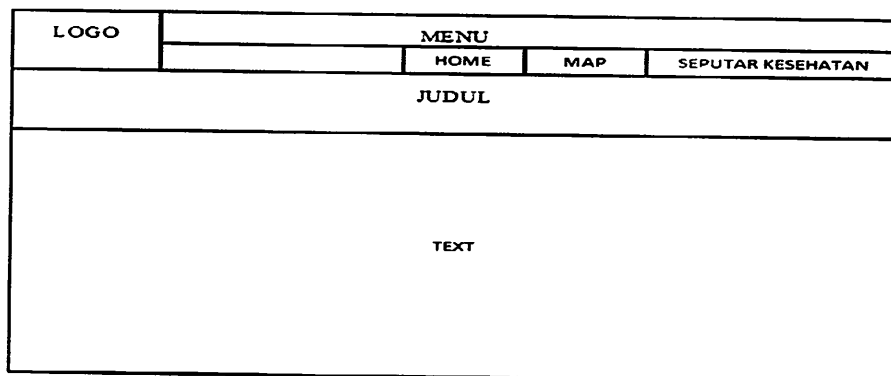 LOGO
MENU
HOME MAP SEPUTAR KESEHATAN
JUDUL
TEXT